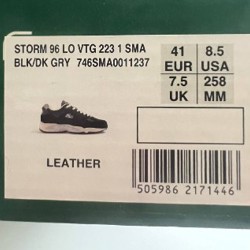 STORM 96 LO VTG 223 1 SMA
BLK/DK GRY 746SMA0011237
41 EUR
8.5 USA
7.5 UK
258 MM
LEATHER
505986 2171446